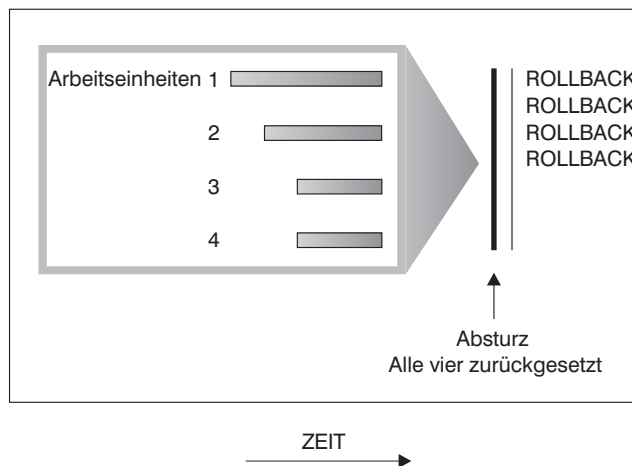 Arbeitseinheiten 1
2
3
4
ROLLBACK
ROLLBACK
ROLLBACK
ROLLBACK
Absturz
Alle vier zurückgesetzt
ZEIT